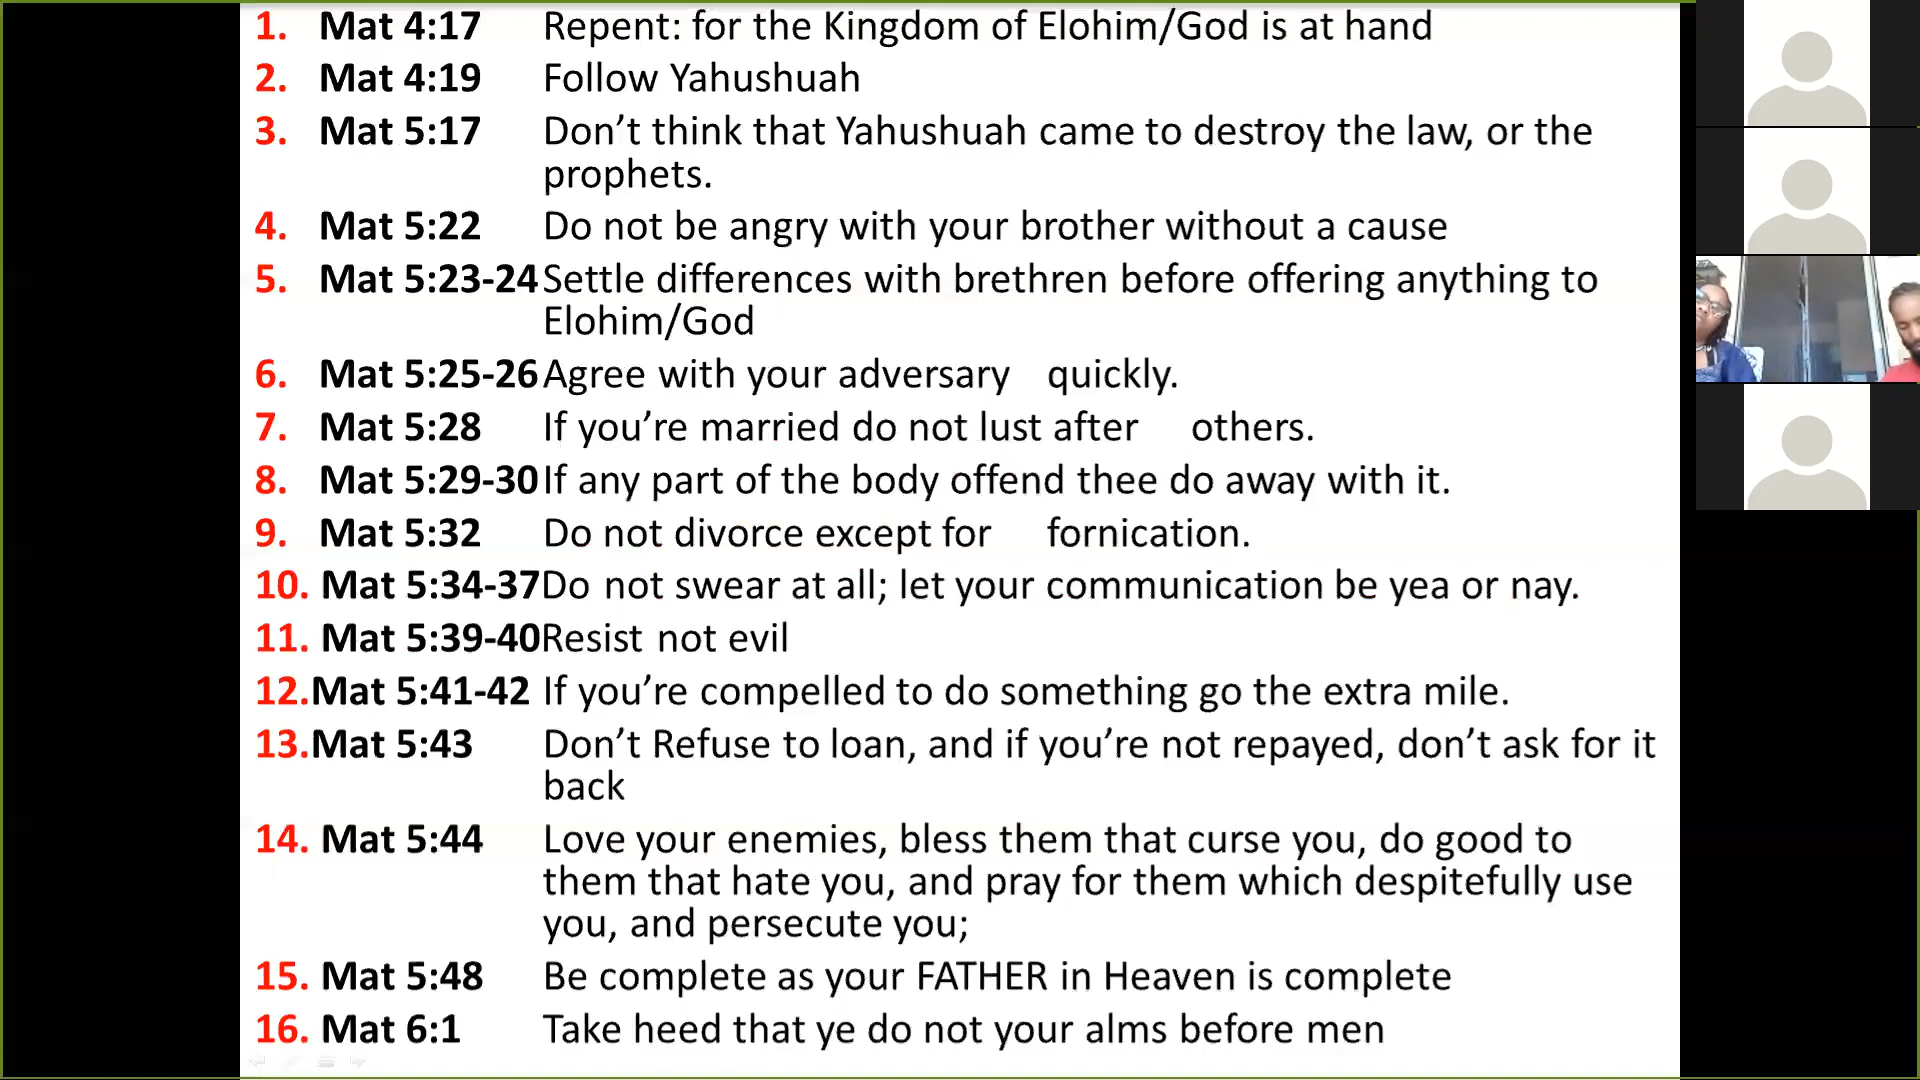 1. Mat 4:17 Repent: for the Kingdom of Elohim/God is at hand
2. Mat 4:19 Follow Yahushuah
3. Mat 5:17 Don’t think that Yahushuah came to destroy the law, or the
prophets.
4. Mat 5:22 Do not be angry with your brother without a cause
5. Mat 5:23-24 Settle differences with brethren before offering anything to
Elohim/God
6. Mat 5:25-26 Agree with your adversary quickly.
7. Mat 5:28 If you’re married do not lust after others.
8. Mat 5:29-30 If any part of the body offend thee do away with it.
9. Mat 5:32 Do not divorce except for fornication.
10. Mat 5:34-37 Do not swear at all; let your communication be yea or nay.
11. Mat 5:39-40 Resist not evil
12.Mat 5:41-42 If you’re compelled to do something go the extra mile.
13.Mat 5:43 Don’t Refuse to loan, and if you’re not repayed, don’t ask for it
back
14. Mat 5:44 Love your enemies, bless them that curse you, do good to
them that hate you, and pray for them which despitefully use
you, and persecute you;
15. Mat 5:48 Be complete as your FATHER in Heaven is complete
16. Mat 6:1 Take heed that ye do not your alms before men